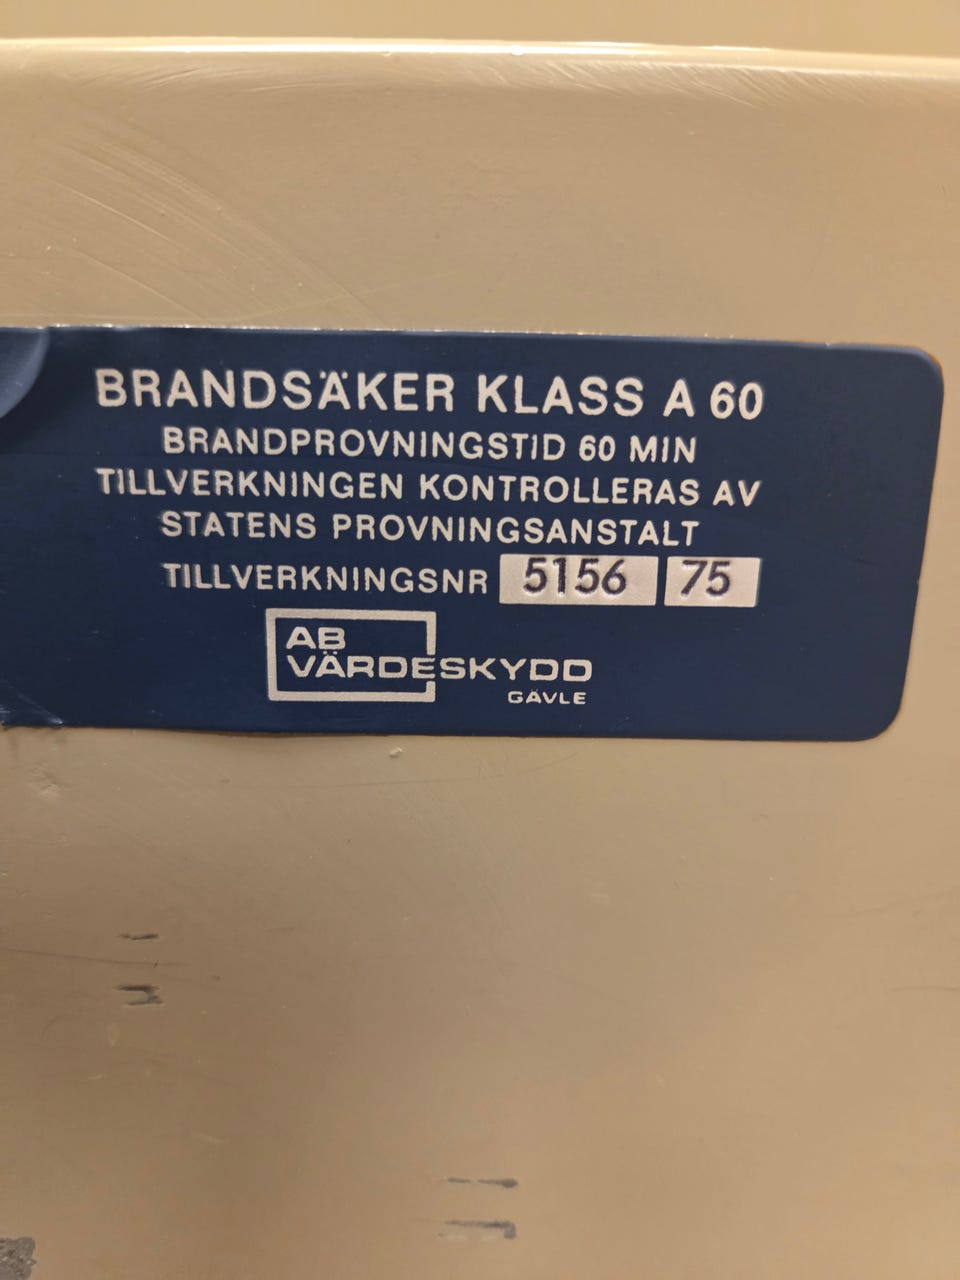 BRANDSÄKER KLASS A 60
BRANDPROVNINGSTID 60 MIN
TILLVERKNINGEN KONTROLLERAS AV
STATENS PROVNINGSANSTALT
TILLVERKNINGSNR 5156 75
AB
VÄRDESKYDD
GÄVLE